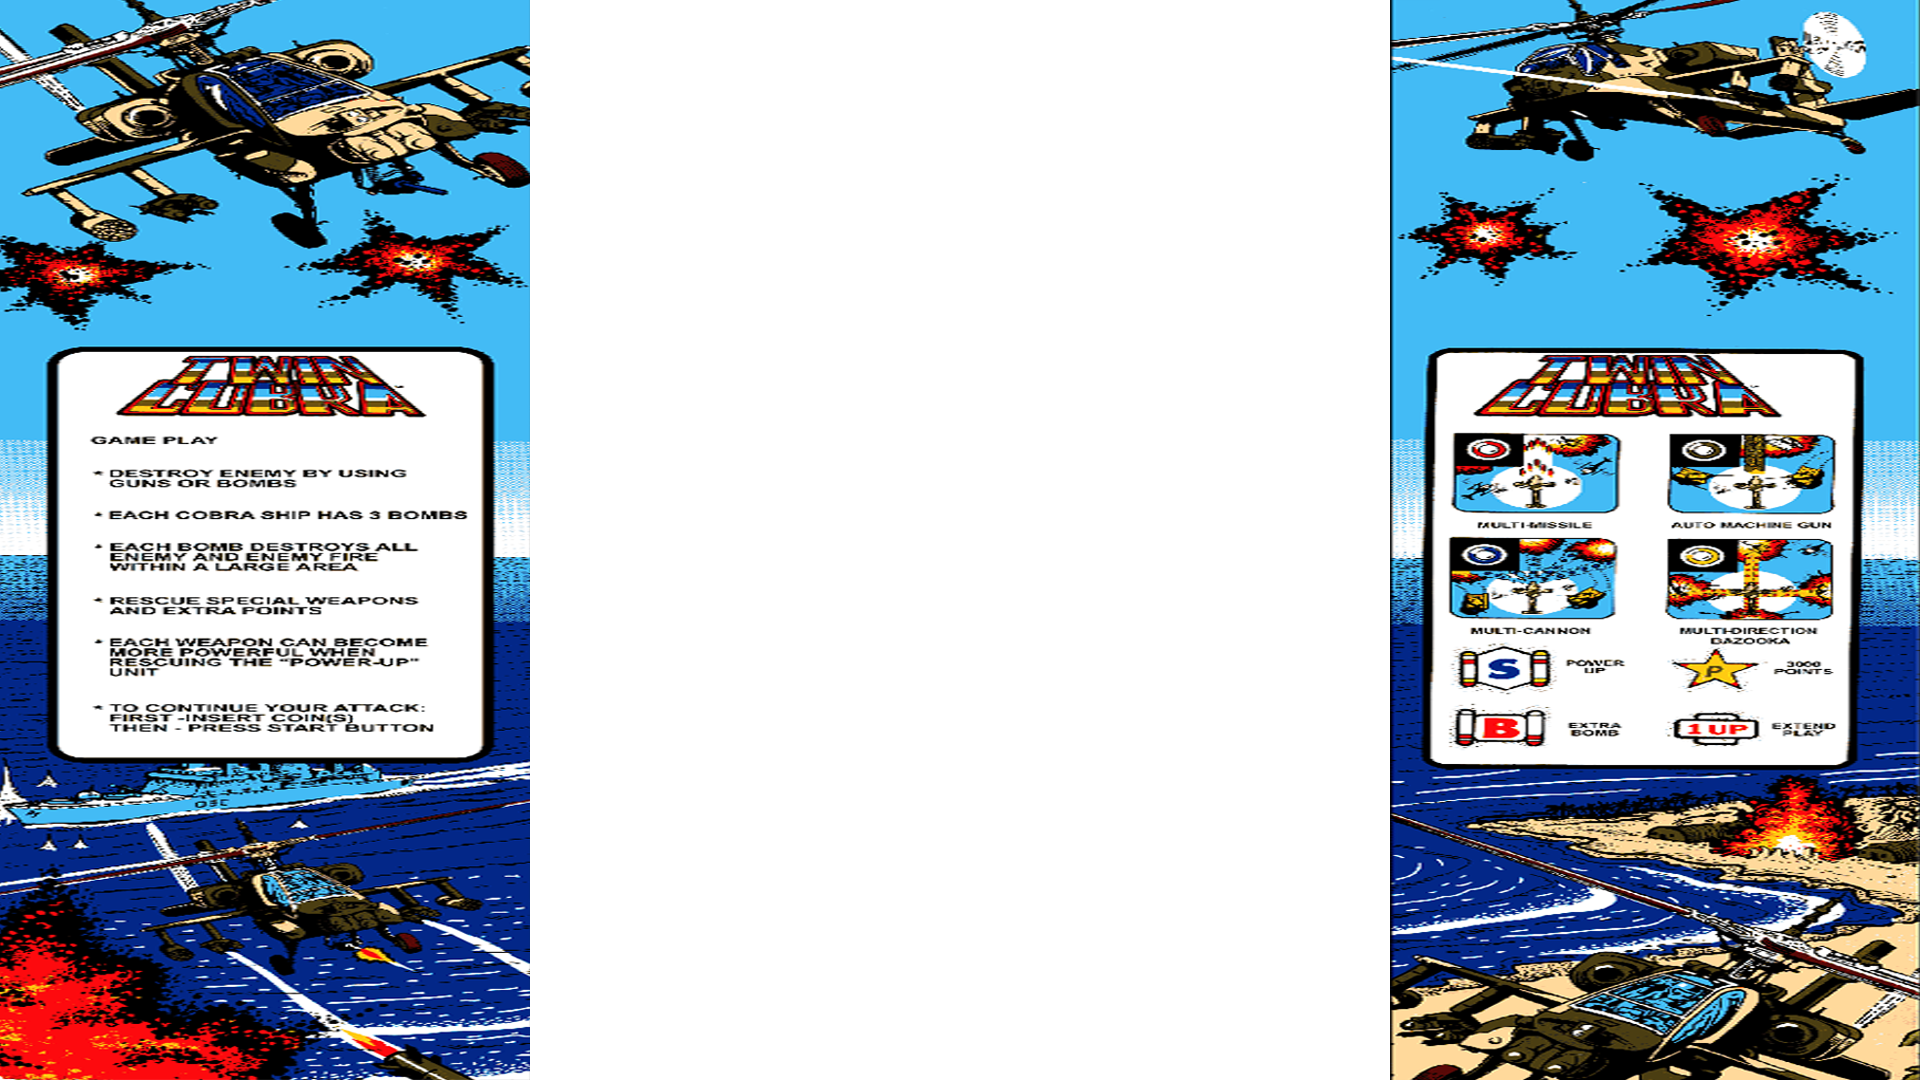 TWIN
COBRA
GAME PLAY
* DESTROY ENEMY BY USING
GUNS OR BOMBS
* EACH COBRA SHIP HAS 3 BOMBS
* EACH BOMB DESTROYS ALL
ENEMY AND ENEMY FIRE
WITHIN A LARGE AREA
* RESCUE SPECIAL WEAPONS
AND EXTRA POINTS
* EACH WEAPON CAN BECOME
MORE POWERFUL WHEN
RESCUING THE "POWER-UP"
UNIT
* TO CONTINUE YOUR ATTACK:
FIRST -INSERT COIN(S)
THEN - PRESS START BUTTON
TWIN
COBRA
MULTI-MISSILE
AUTO MACHINE GUN
MULTI-CANNON
MULTI-DIRECTION
BAZOOKA
S
POWER
UP
P
3000
POINTS
B
EXTRA
BOMB
1 UP
EXTEND
PLAY